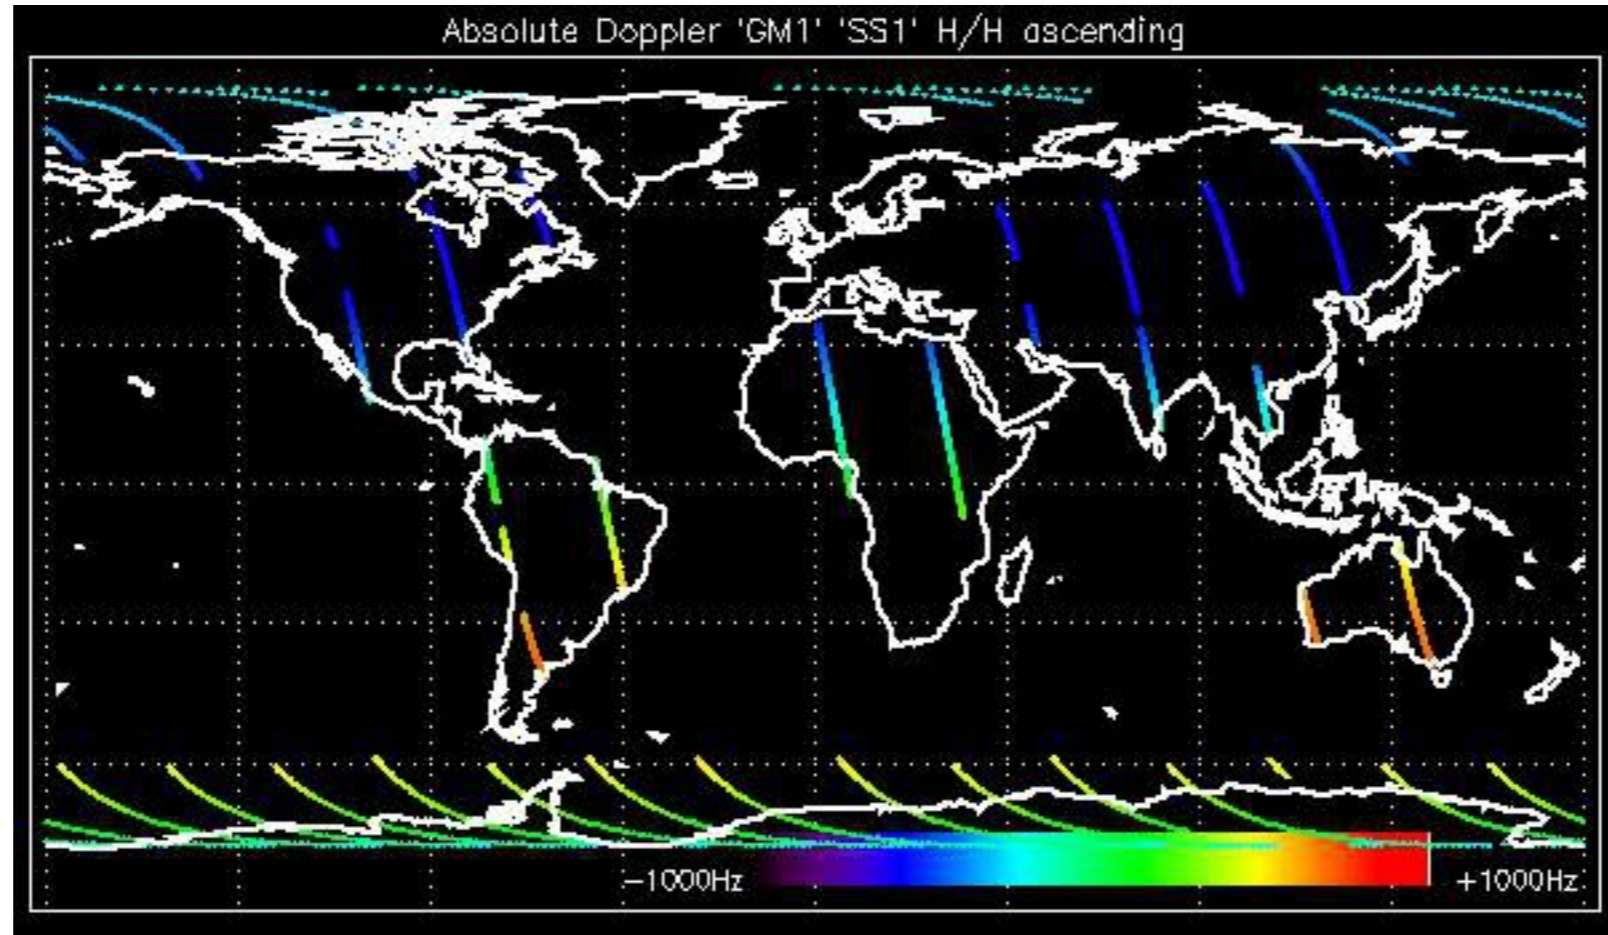 Absolute Doppler 'GM1' 'SS1' H/H ascending
−1000Hz
+1000Hz